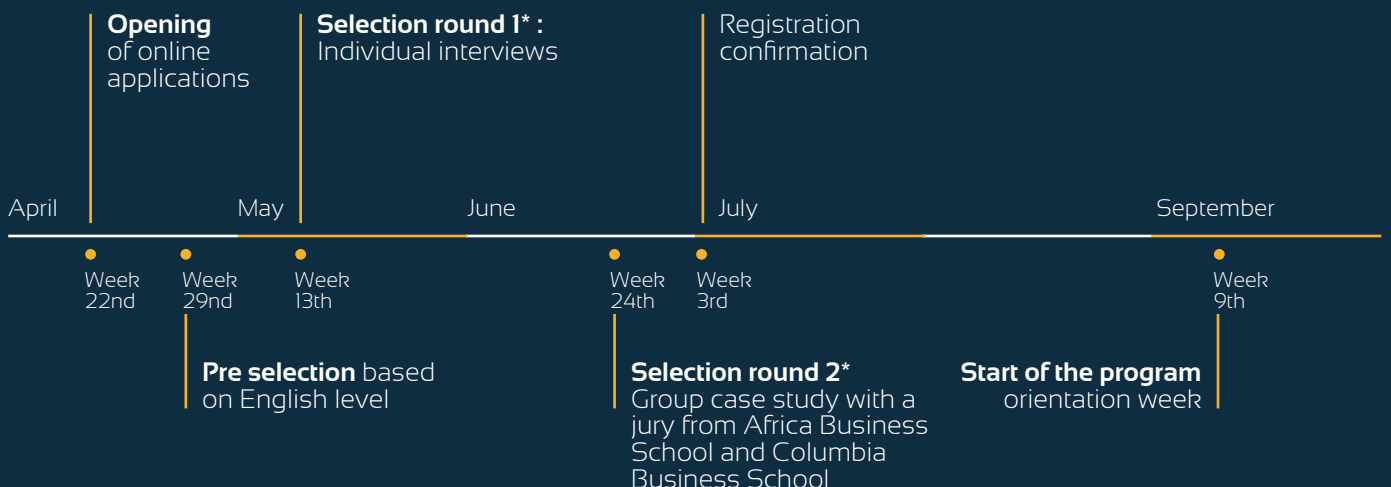 Opening
of online
applications
Selection round 1* :
Individual interviews
Registration
confirmation
April
May
June
July
September
Week
22nd
Week
29nd
Week
13th
Week
24th
Week
3rd
Week
9th
Pre selection based
on English level
Selection round 2*
Group case study with a
jury from Africa Business
School and Columbia
Business School
Start of the program
orientation week